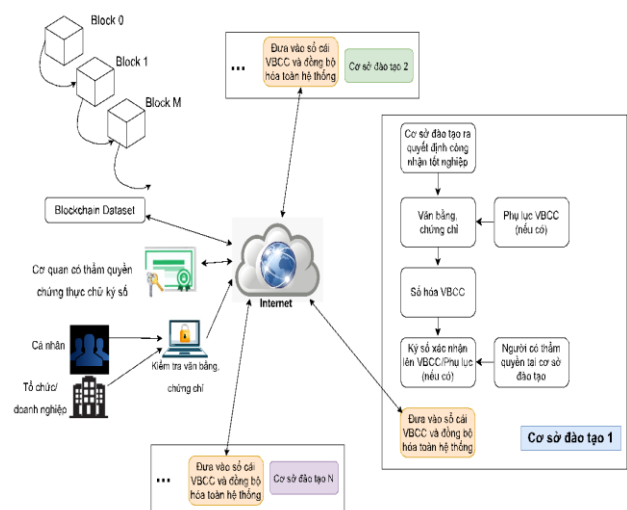 Block 0
Block 1
Block M
Blockchain Dataset
...
Đưa vào sổ cái
VBCC và đồng bộ
hóa toàn hệ thống
Cơ sở đào tạo 2
Cơ quan có thẩm quyền
chứng thực chữ ký số
Internet
Cá nhân
Tổ chức/
doanh nghiệp
Kiểm tra văn bằng,
chứng chỉ
...
Đưa vào sổ cái
VBCC và đồng bộ
hóa toàn hệ thống
Cơ sở đào tạo N
Cơ sở đào tạo ra
quyết định công
nhận tốt nghiệp
Văn bằng,
chứng chỉ
Phụ lục VBCC
(nếu có)
Số hóa VBCC
Ký số xác nhận
lên VBCC/Phụ lục
(nếu có)
Người có thẩm
quyền tại cơ sở
đào tạo
Đưa vào sổ cái
VBCC và đồng bộ
hóa toàn hệ thống
Cơ sở đào tạo 1